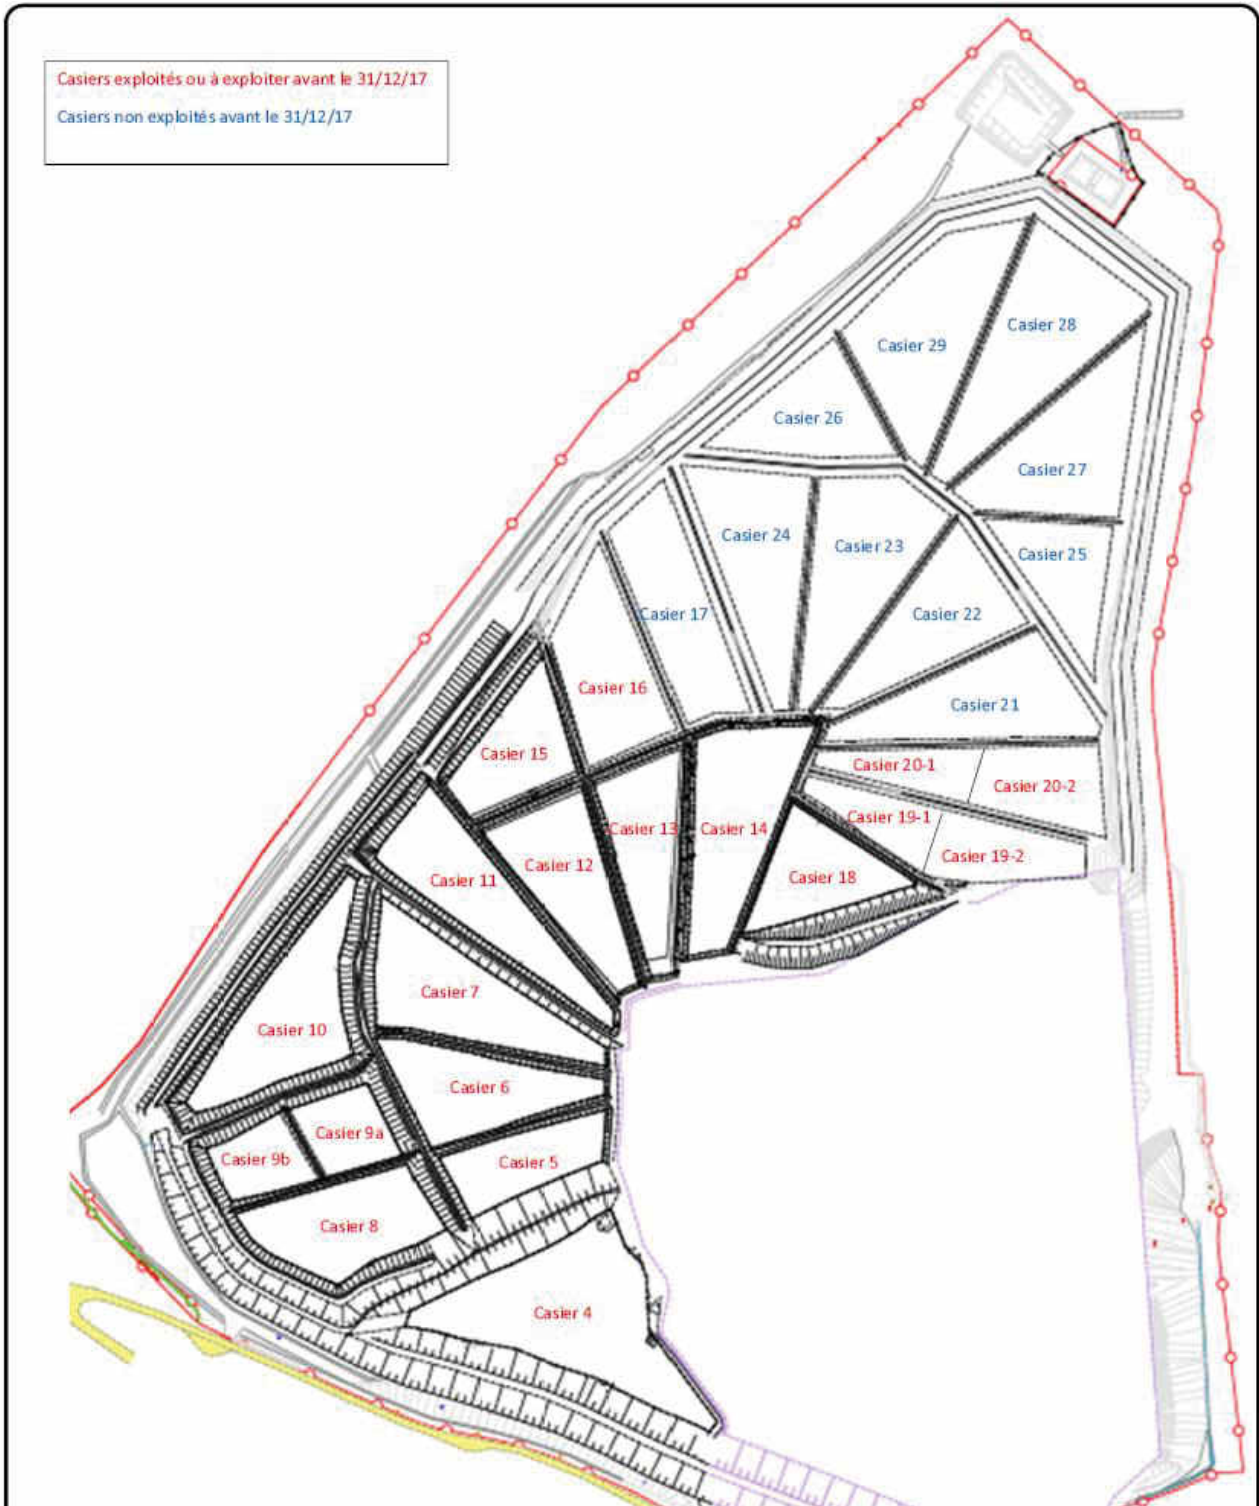 Casiers exploités ou à exploiter avant le 31/12/17
Casiers non exploités avant le 31/12/17
Casier 28
Casier 29
Casier 26
Casier 27
Casier 24
Casier 23
Casier 25
Casier 17
Casier 22
Casier 16
Casier 21
Casier 15
Casier 20-1
Casier 20-2
Casier 19-1
Casier 13
Casier 14
Casier 12
Casier 19-2
Casier 11
Casier 18
Casier 7
Casier 10
Casier 6
Casier 9a
Casier 9b
Casier 5
Casier 8
Casier 4